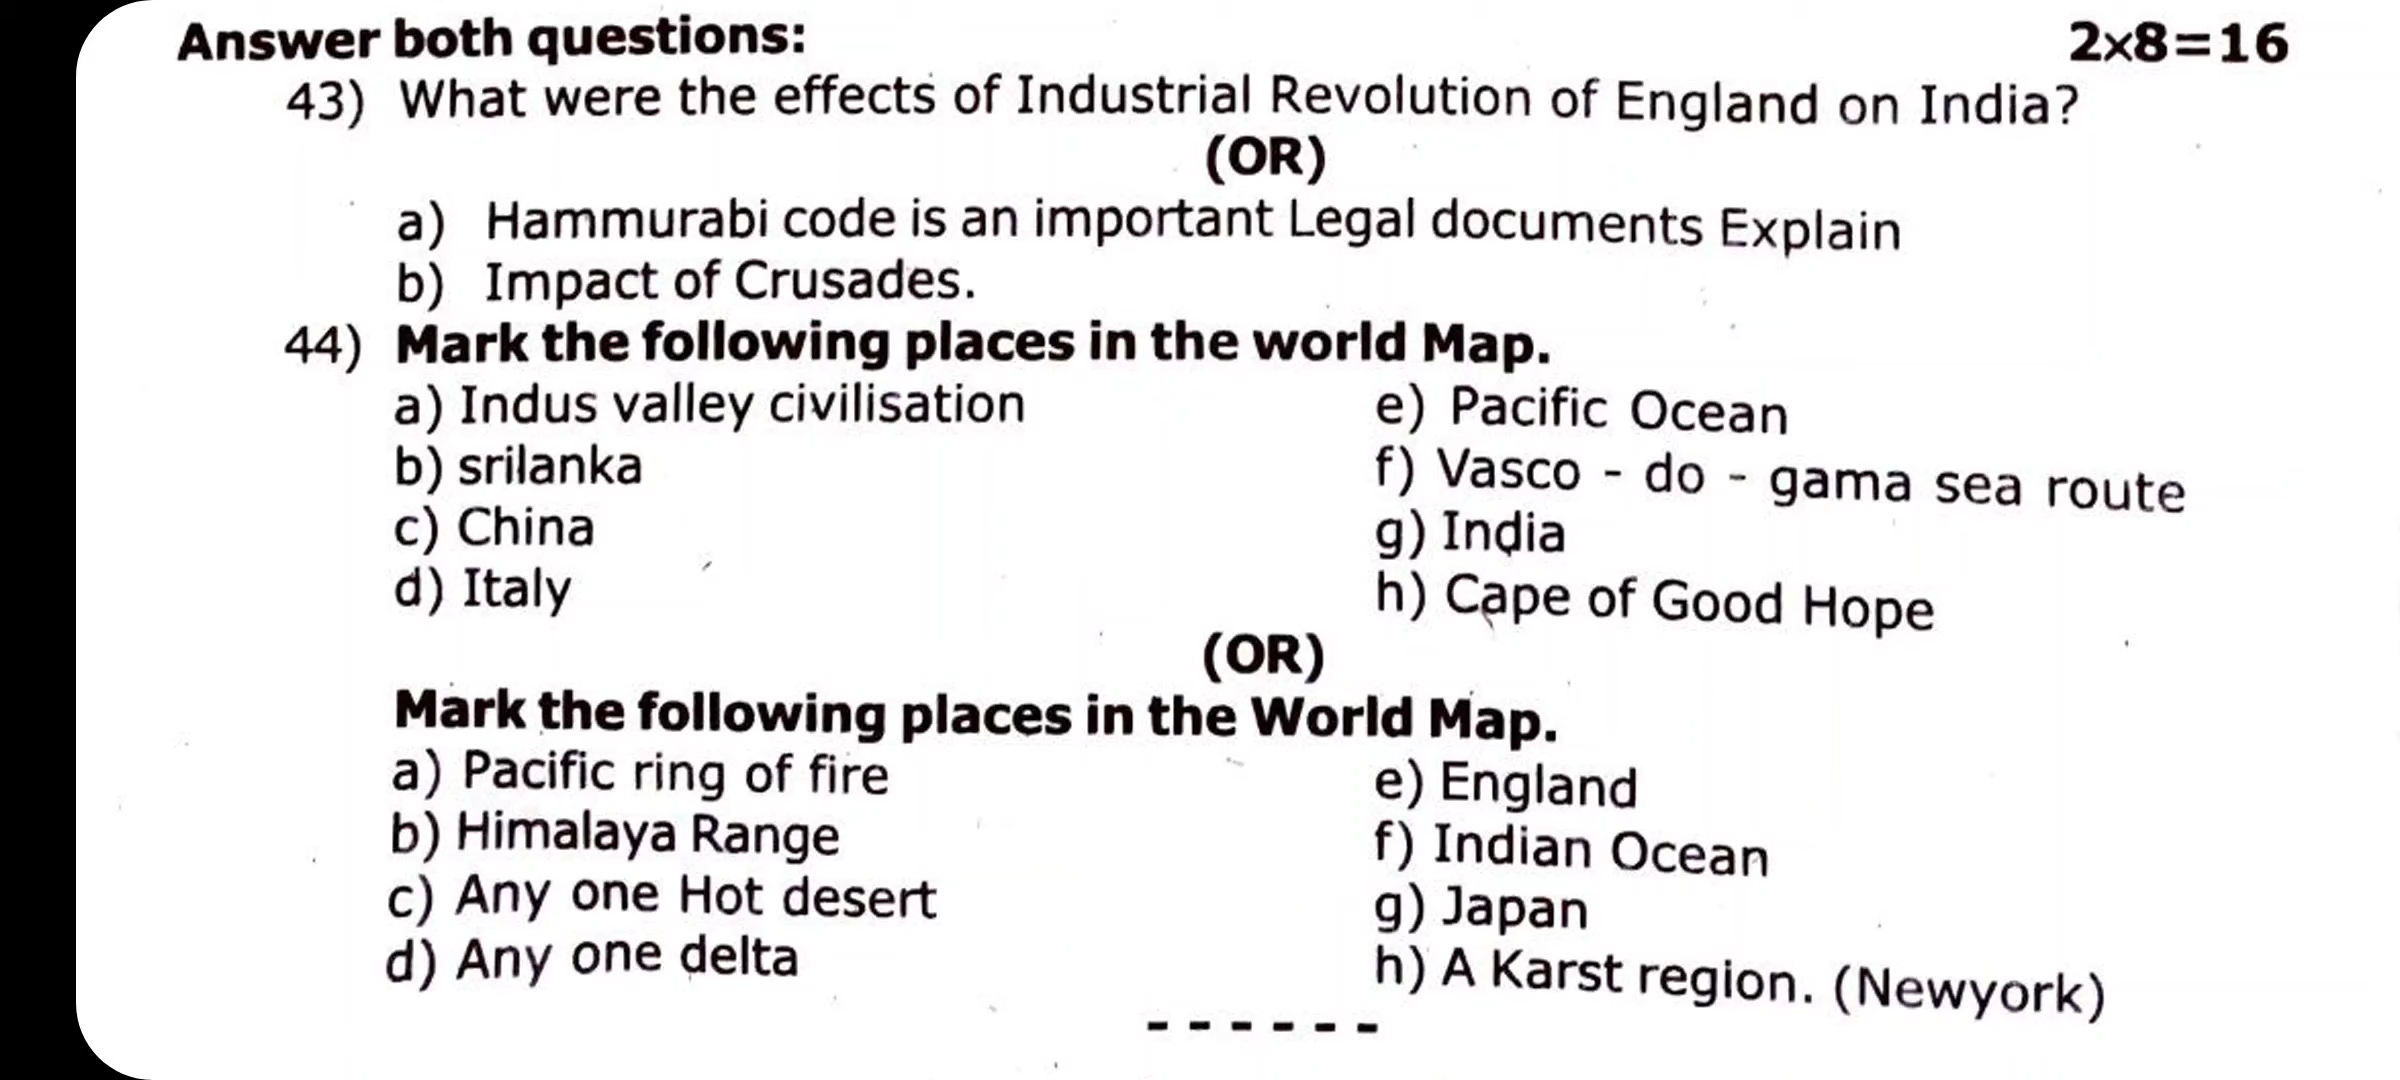 Answer both questions: 2x8=16
43) What were the effects of Industrial Revolution of England on India?
(OR)
a) Hammurabi code is an important Legal documents Explain
b) Impact of Crusades.
44) Mark the following places in the world Map.
a) Indus valley civilisation e) Pacific Ocean
b) srilanka f) Vasco - do - gama sea route
c) China g) India
d) Italy h) Cape of Good Hope
(OR)
Mark the following places in the World Map.
a) Pacific ring of fire e) England
b) Himalaya Range f) Indian Ocean
c) Any one Hot desert g) Japan
d) Any one delta h) A Karst region. (Newyork)
------